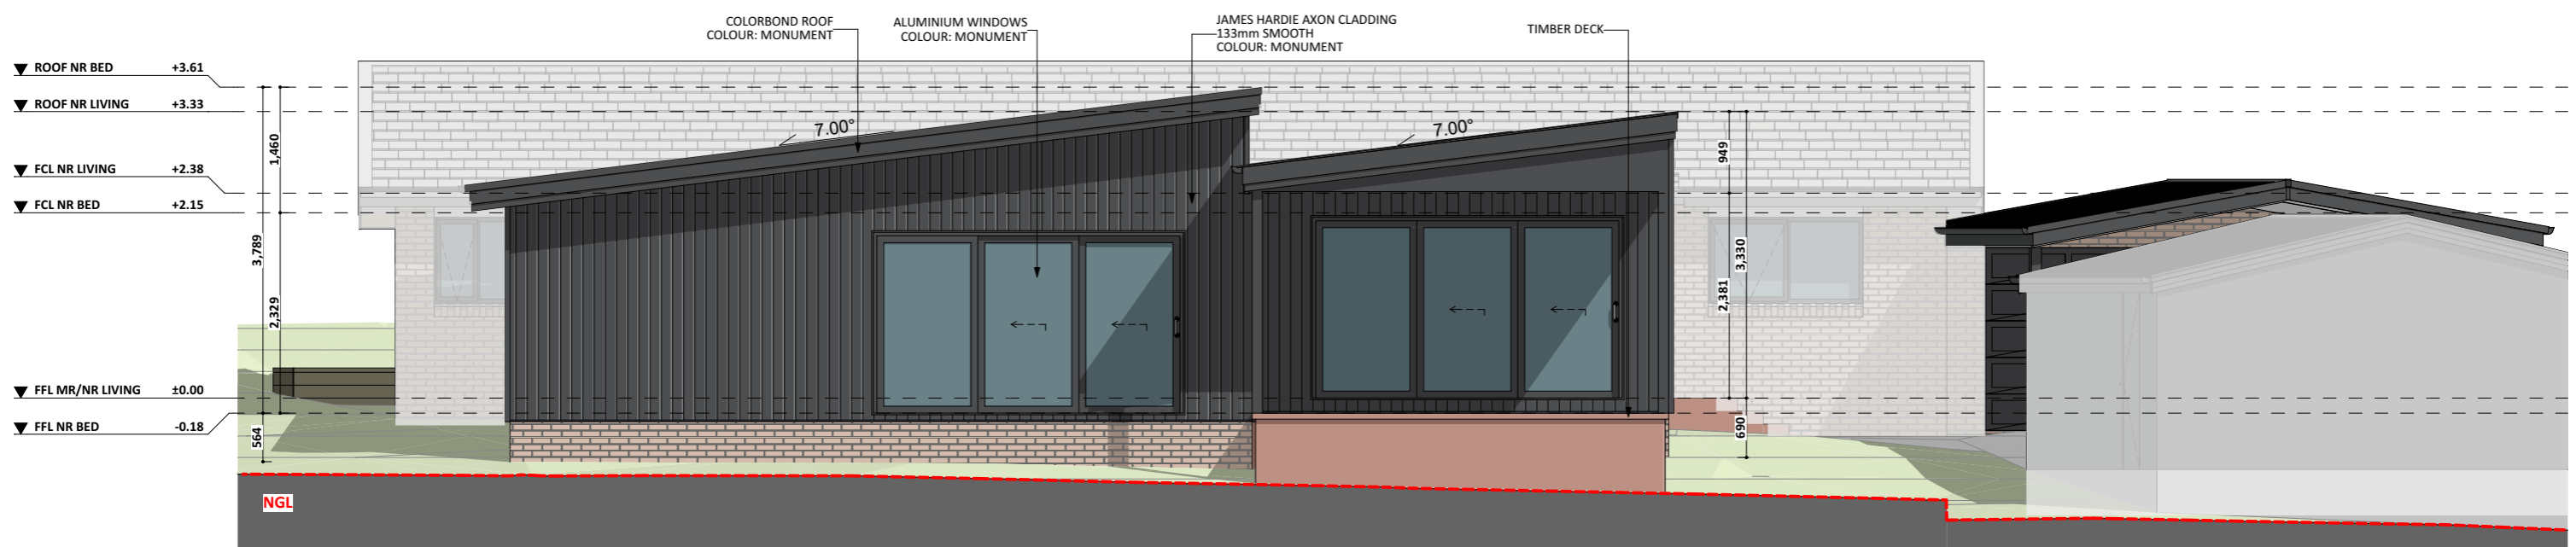 COLORBOND ROOF
COLOUR: MONUMENT
ALUMINIUM WINDOWS
COLOUR: MONUMENT
JAMES HARDIE AXON CLADDING
133mm SMOOTH
COLOUR: MONUMENT
TIMBER DECK
ROOF NR BED +3.61
ROOF NR LIVING +3.33
FCL NR LIVING +2.38
FCL NR BED +2.15
FFL MR/NR LIVING ±0.00
FFL NR BED -0.18
1,460
3,789
2,329
564
7.00°
7.00°
949
3,330
2,381
690
NGL